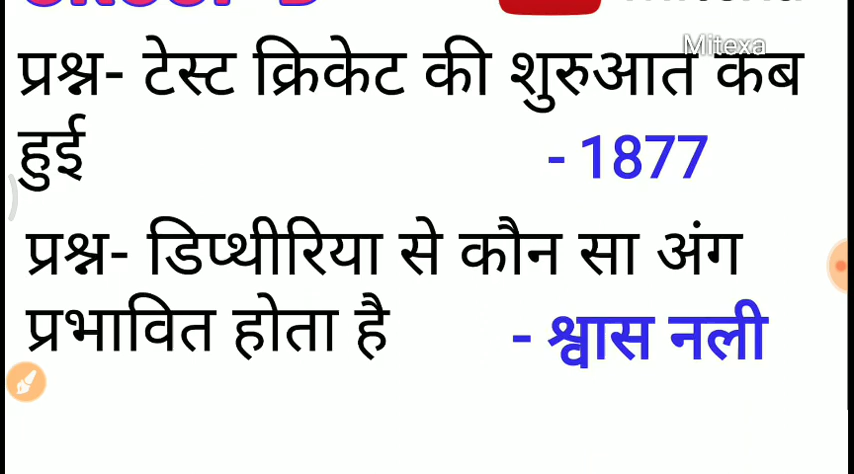 Mitexa
प्रश्न- टेस्ट क्रिकेट की शुरुआत कब
हुई - 1877
प्रश्न- डिप्थीरिया से कौन सा अंग
प्रभावित होता है - श्वास नली